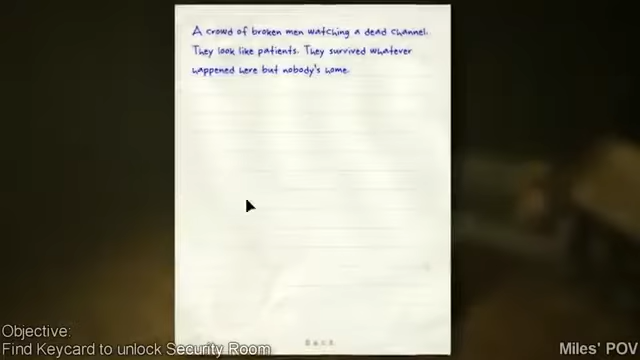 A crowd of broken men watching a dead channel.
They look like patients. They survived whatever
happened here but nobody's home.
BACK
Objective:
Find Keycard to unlock Security Room
Miles' POV